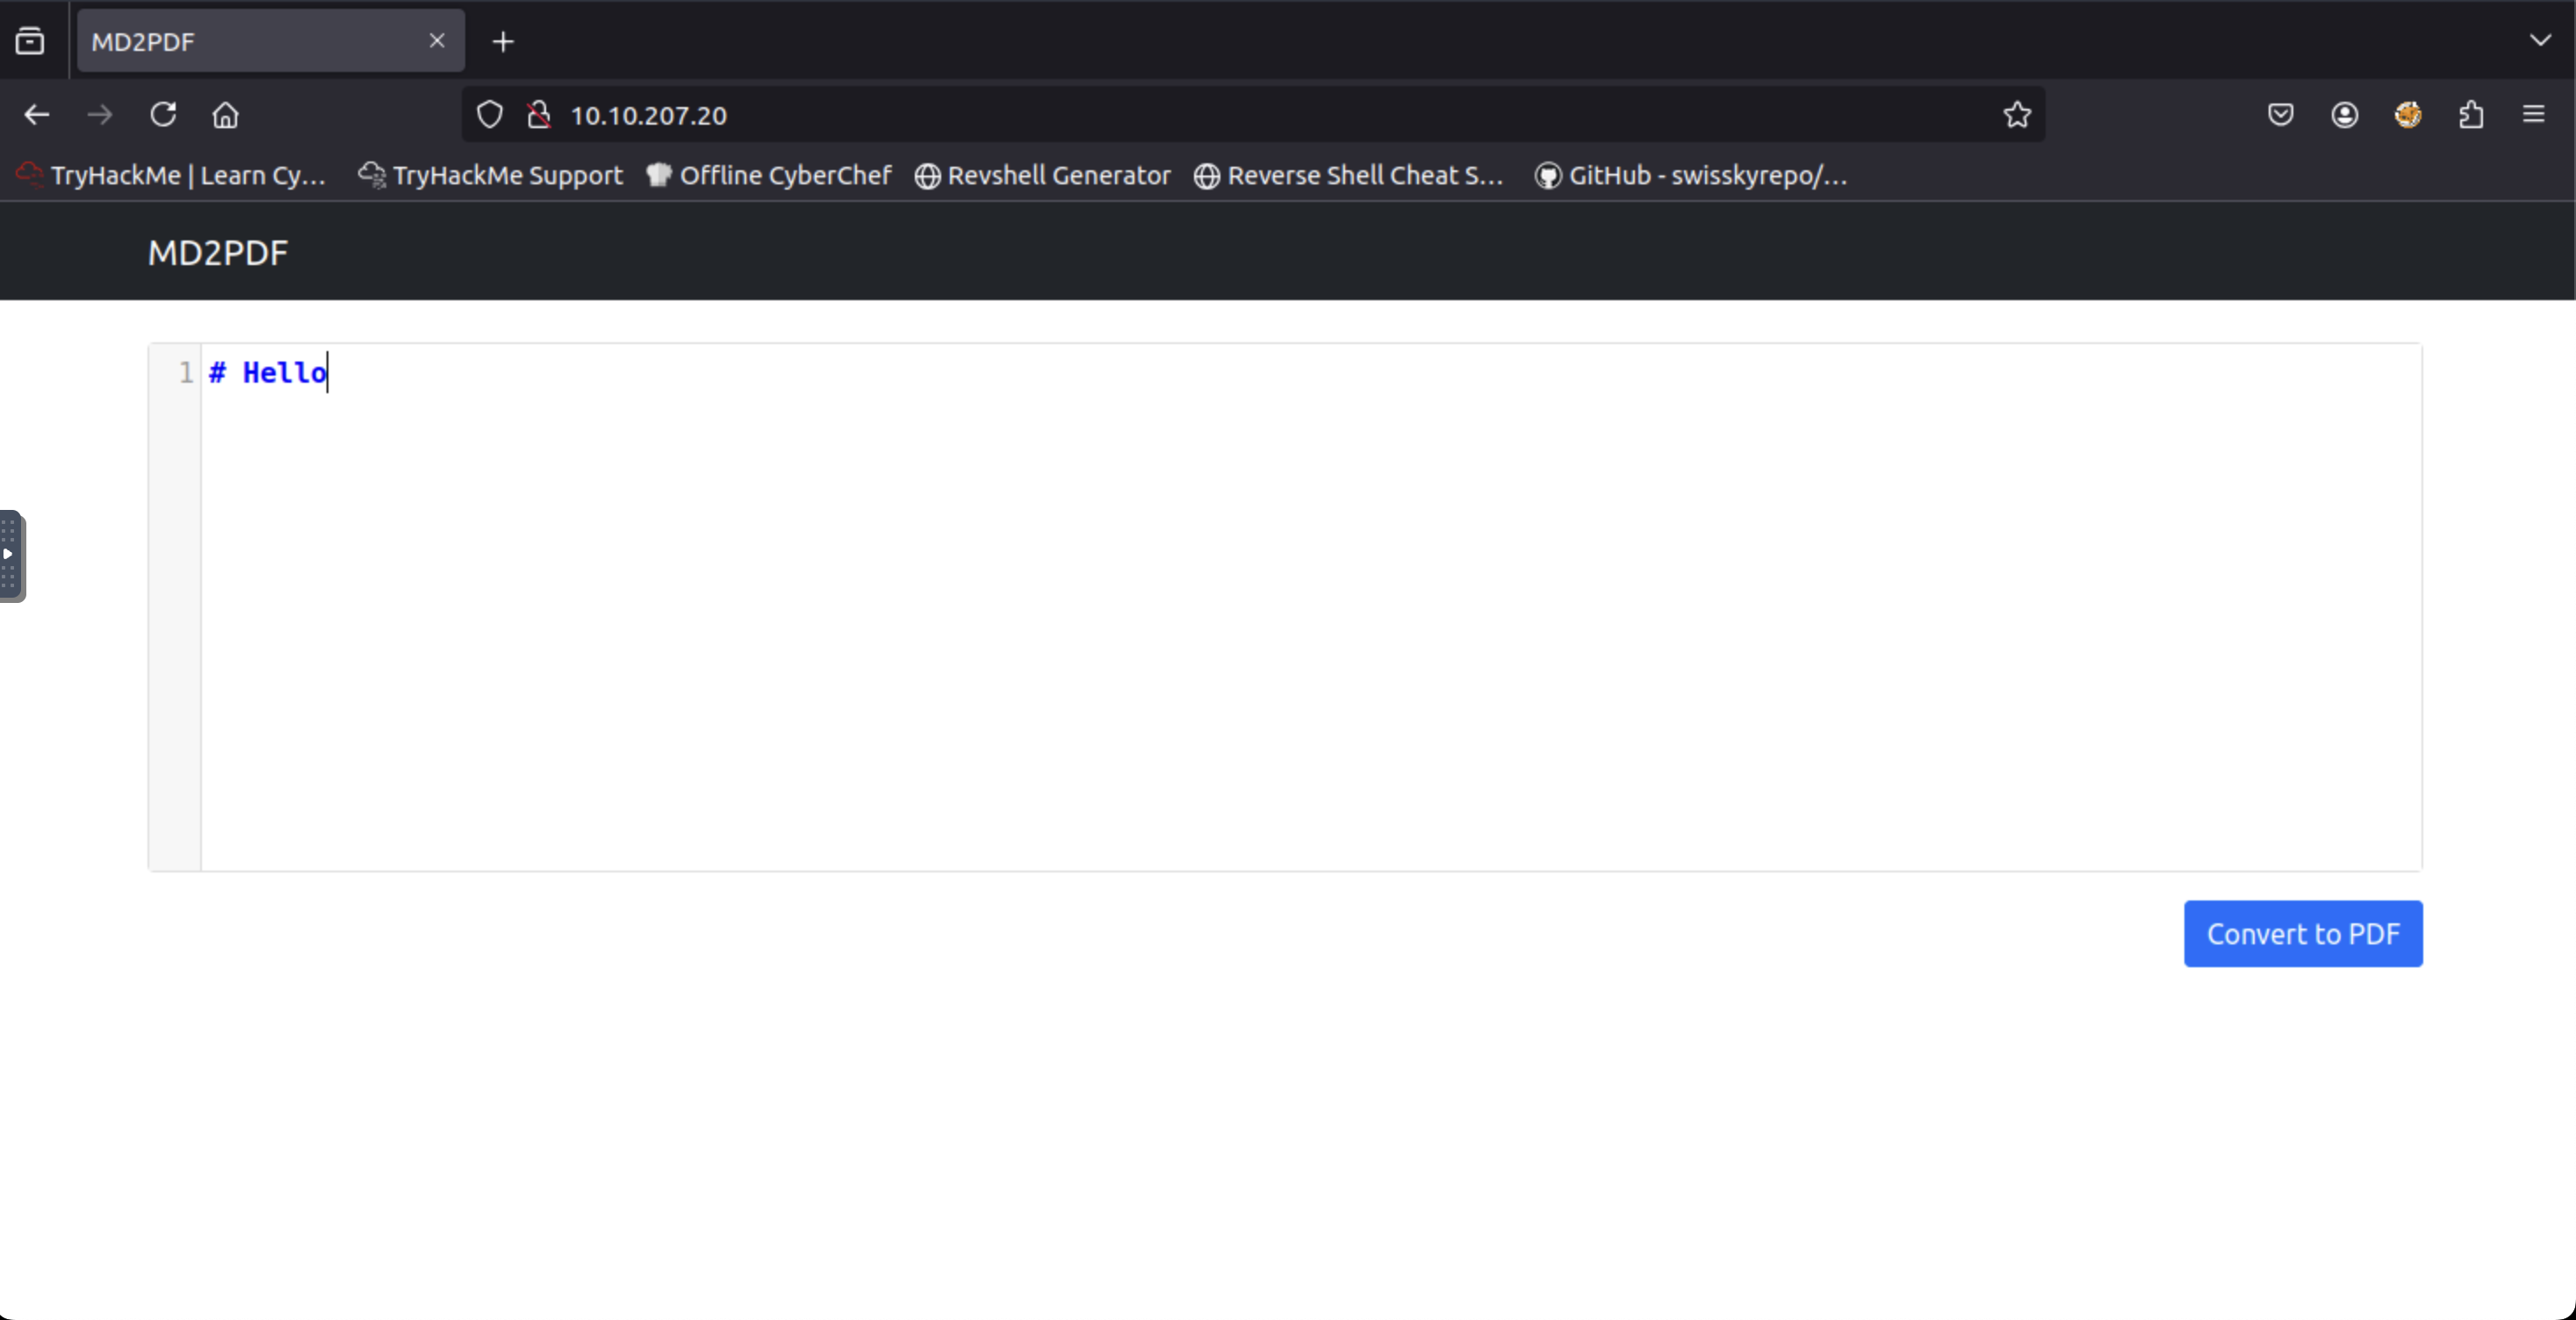 MD2PDF
10.10.207.20
TryHackMe | Learn Cy... TryHackMe Support Offline CyberChef Revshell Generator Reverse Shell Cheat S... GitHub - swisskyrepo/...
MD2PDF
1 # Hello
Convert to PDF